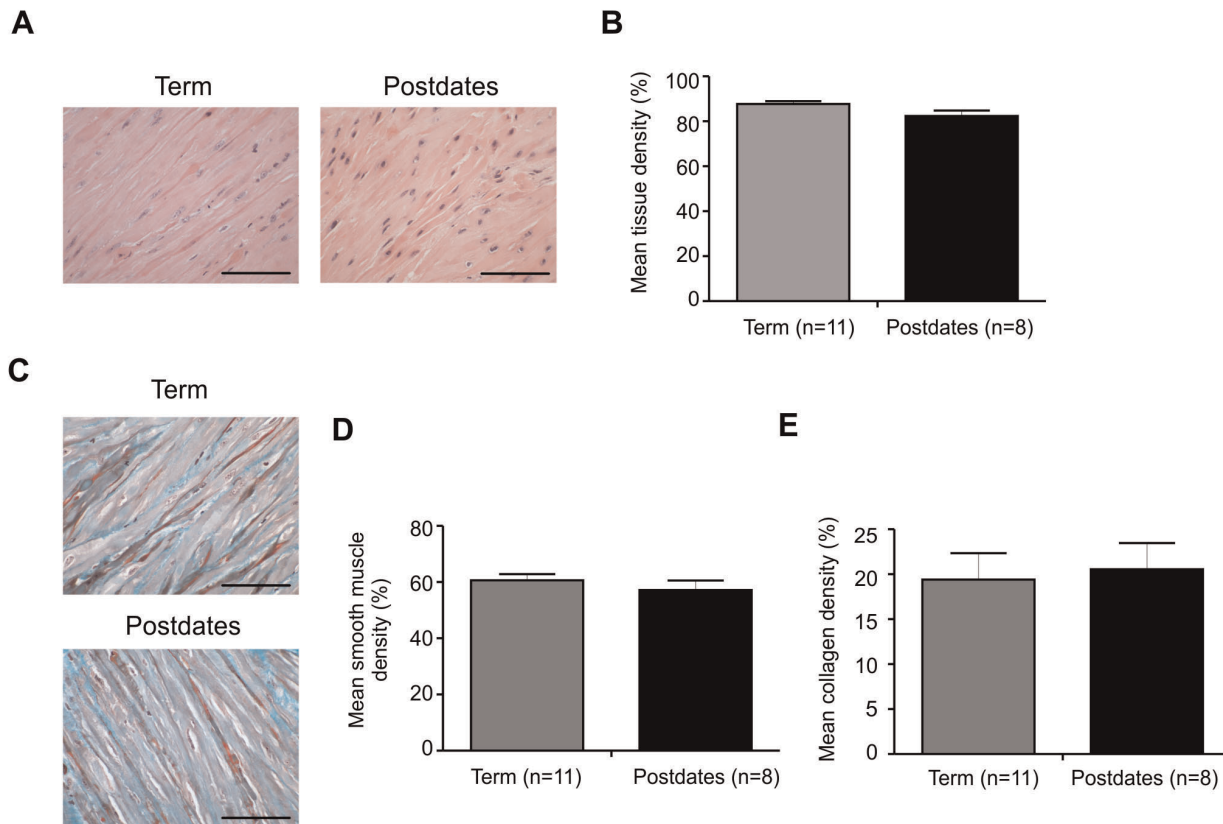 A
Term
Postdates
B
Mean tissue density (%)
100
80
60
40
20
0
Term (n=11)
Postdates (n=8)
C
Term
Postdates
D
Mean smooth muscle
density (%)
80
60
40
20
0
Term (n=11)
Postdates (n=8)
E
Mean collagen density (%)
25
20
15
10
5
0
Term (n=11)
Postdates (n=8)